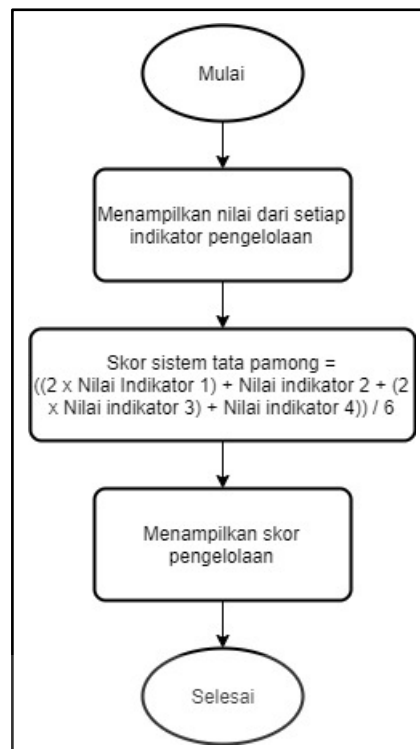 Mulai
Menampilkan nilai dari setiap
indikator pengelolaan
Skor sistem tata pamong =
((2 x Nilai Indikator 1) + Nilai indikator 2 + (2
x Nilai indikator 3) + Nilai indikator 4)) / 6
Menampilkan skor
pengelolaan
Selesai